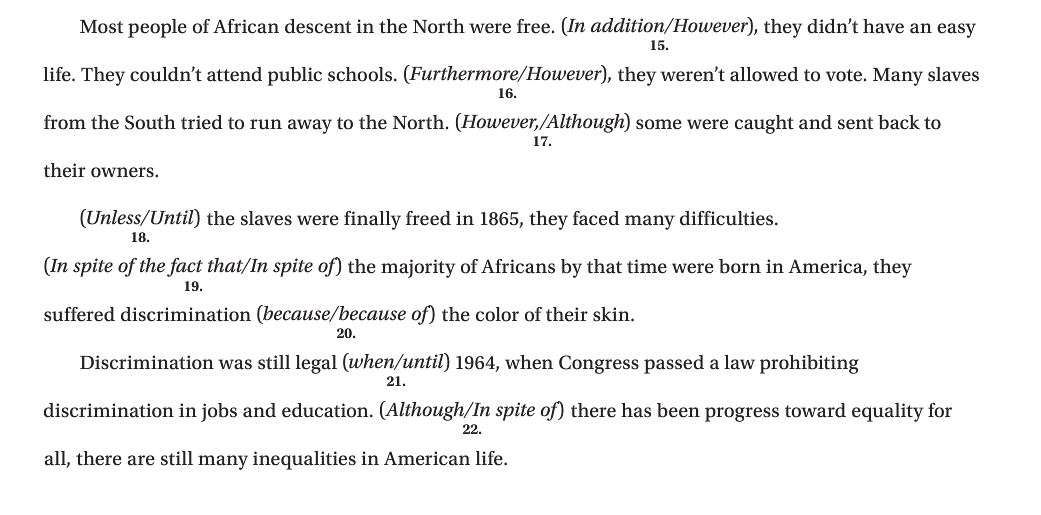 Most people of African descent in the North were free. (In addition/However), they didn't have an easy
15.
life. They couldn't attend public schools. (Furthermore/However), they weren't allowed to vote. Many slaves
16.
from the South tried to run away to the North. (However,/Although) some were caught and sent back to
17.
their owners.
(Unless/Until) the slaves were finally freed in 1865, they faced many difficulties.
18.
(In spite of the fact that/In spite of) the majority of Africans by that time were born in America, they
19.
suffered discrimination (because/because of) the color of their skin.
20.
Discrimination was still legal (when/until) 1964, when Congress passed a law prohibiting
21.
discrimination in jobs and education. (Although/In spite of) there has been progress toward equality for
22.
all, there are still many inequalities in American life.